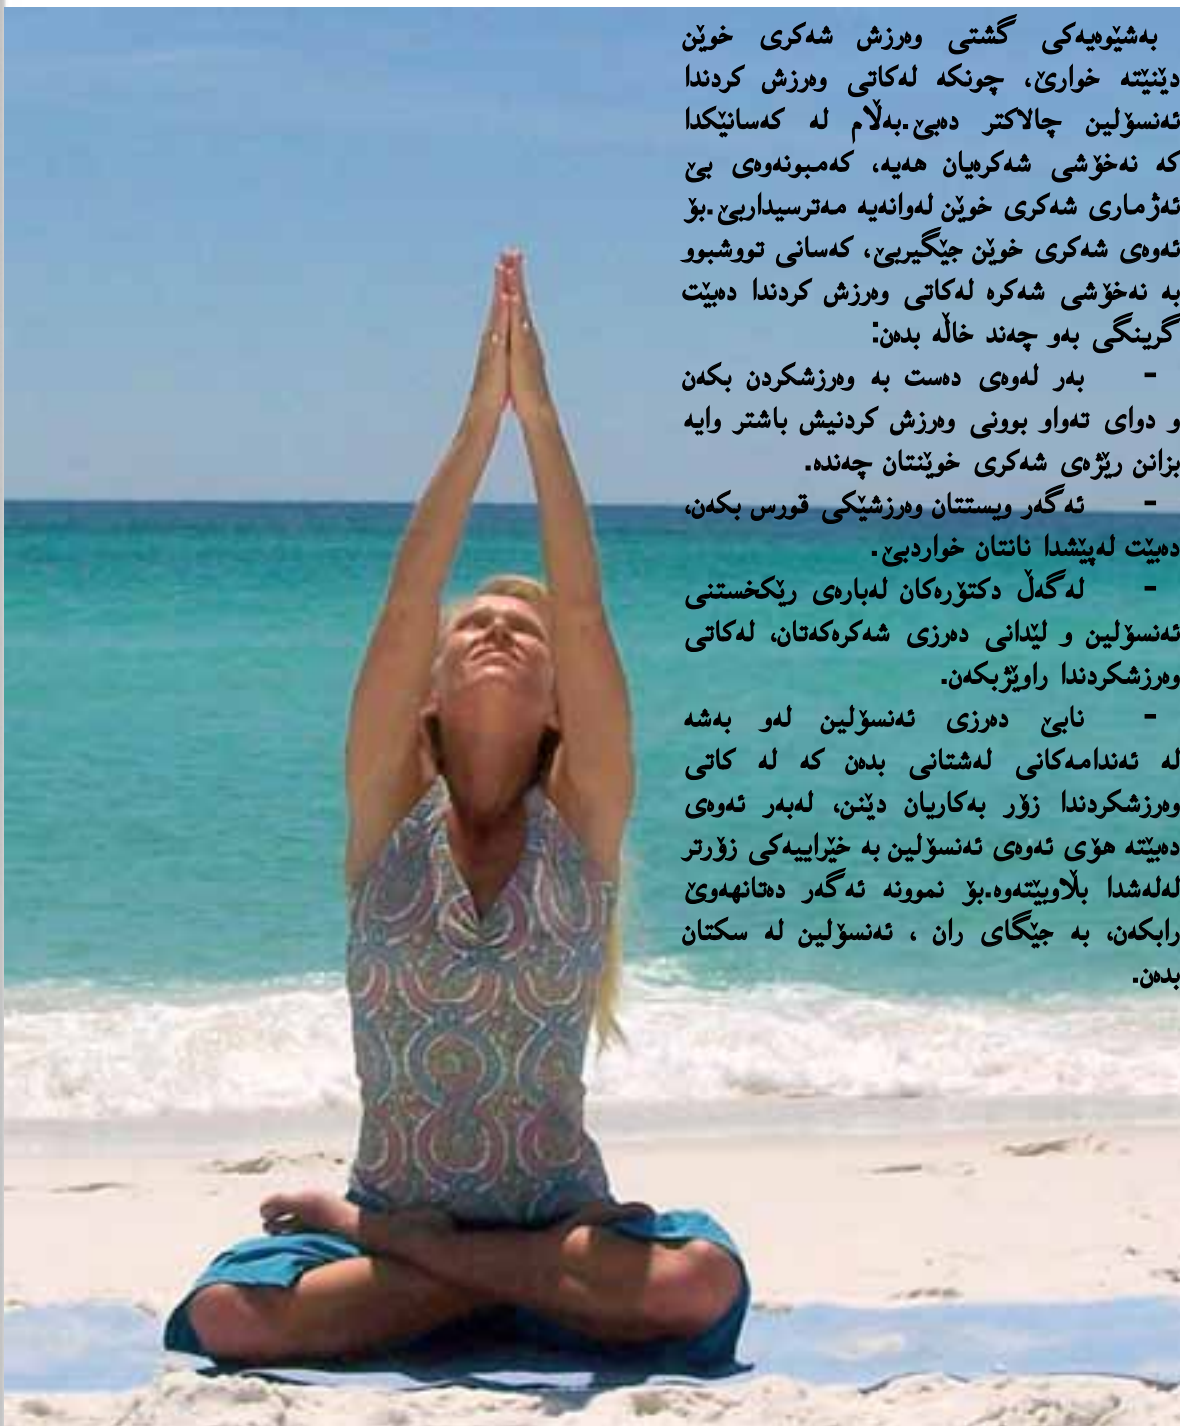 بەشێوەیەکی گشتی وەرزش شەکری خوێن
دێنێتە خوارێ، چونکە لەکاتی وەرزش کردندا
ئەنسۆلین چالاکتر دەبێ.بەڵام لە کەسانێکدا
کە نەخۆشی شەکرەیان هەیە، کەمبونەوەی بێ
ئەژماری شەکری خوێن لەوانەیە مەترسیداربێ.بۆ
ئەوەی شەکری خوێن جێگیربێ، کەسانی تووشبوو
بە نەخۆشی شەکرە لەکاتی وەرزش کردندا دەبێت
گرینگی بەو چەند خاڵە بدەن:
- بەر لەوەی دەست بە وەرزشکردن بکەن
و دوای تەواو بوونی وەرزش کردنیش باشتر وایە
بزانن رێژەی شەکری خوێنتان چەندە.
- ئەگەر ویستتان وەرزشێکی قورس بکەن،
دەبێت لەپێشدا نانتان خواردبێ.
- لەگەڵ دکتۆرەکان لەبارەی رێکخستنی
ئەنسۆلین و لێدانی دەرزی شەکرەکەتان، لەکاتی
وەرزشکردندا راوێژبکەن.
- نابێ دەرزی ئەنسۆلین لەو بەشە
لە ئەندامەکانی لەشتانی بدەن کە لە کاتی
وەرزشکردندا زۆر بەکاریان دێنن، لەبەر ئەوەی
دەبێتە هۆی ئەوەی ئەنسۆلین بە خێراییەکی زۆرتر
لەلەشدا بڵاوبێتەوە.بۆ نموونە ئەگەر دەتانهەوێ
رابکەن، بە جێگای ران ، ئەنسۆلین لە سکتان
بدەن.